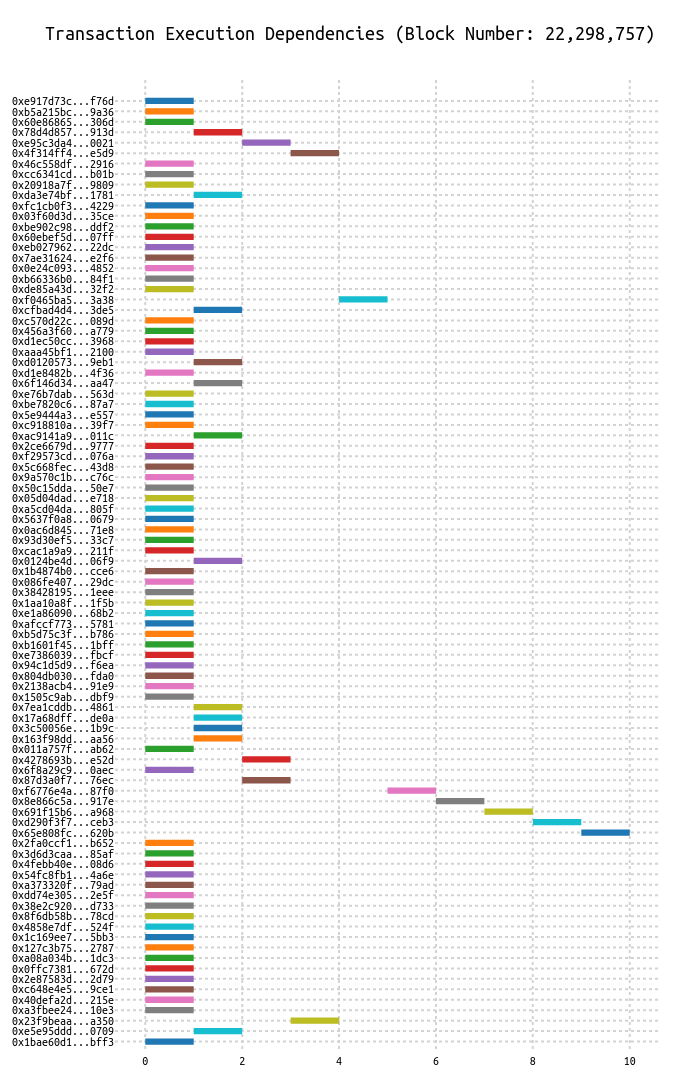 Transaction Execution Dependencies (Block Number: 22,298,757)
0xe917d73c...f76d
0xb5a215bc...9a36
0x60e86865...306d
0x78d4d857...913d
0xe95c3da4...0021
0x4f314ff4...e5d9
0x46c558df...2916
0xcc6341cd...b01b
0x20918a7f...9809
0xda3e74bf...1781
0xfc1cb0f3...4229
0x03f60d3d...35ce
0xbe902c98...ddf2
0x60ebef5d...07ff
0xeb027962...22dc
0x7ae31624...e2f6
0x0e24c093...4852
0xb66336b0...84f1
0xde85a43d...32f2
0xf0465ba5...3a38
0xcfbad4d4...3de5
0xc570d22c...089d
0x456a3f60...a779
0xd1ec50cc...3968
0xaaa45bf1...2100
0xd0120573...9eb1
0xd1e8482b...4f36
0x6f146d34...aa47
0xe76b7dab...563d
0xbe7820c6...87a7
0x5e9444a3...e557
0xc918810a...39f7
0xac9141a9...011c
0x2ce6679d...9777
0xf29573cd...076a
0x5c668fec...43d8
0x9a570c1b...c76c
0x50c15dda...50e7
0x05d04dad...e718
0xa5cd04da...805f
0x5637f0a8...0679
0x0ac6d845...71e8
0x93d30ef5...33c7
0xcac1a9a9...211f
0x0124be4d...06f9
0x1b4874b0...cce6
0x086fe407...29dc
0x38428195...1eee
0x1aa10a8f...1f5b
0xe1a86090...68b2
0xafccf773...5781
0xb5d75c3f...b786
0xb1601f45...1bff
0xe7386039...fbcf
0x94c1d5d9...f6ea
0x804db030...fda0
0x2138acb4...91e9
0x1505c9ab...dbf9
0x7ea1cddb...4861
0x17a68dff...de0a
0x3c50056e...1b9c
0x163f98dd...aa56
0x011a757f...ab62
0x4278693b...e52d
0x6f8a29c9...0aec
0x87d3a0f7...76ec
0xf6776e4a...87f0
0x8e866c5a...917e
0x691f15b6...a968
0xd290f3f7...ceb3
0x65e808fc...620b
0x2fa0ccf1...b652
0x3d6d3caa...85af
0x4febb40e...08d6
0x54fc8fb1...4a6e
0xa373320f...79ad
0xdd74e305...2e5f
0x38e2c920...d733
0x8f6db58b...78cd
0x4858e7df...524f
0x1c169ee7...5bb3
0x127c3b75...2787
0xa08a034b...1dc3
0x0ffc7381...672d
0x2e87583d...2d79
0xc648e4e5...9ce1
0x40defa2d...215e
0xa3fbee24...10e3
0x23f9beaa...a350
0xe5e95ddd...0709
0x1bae60d1...bff3
0 2 4 6 8 10